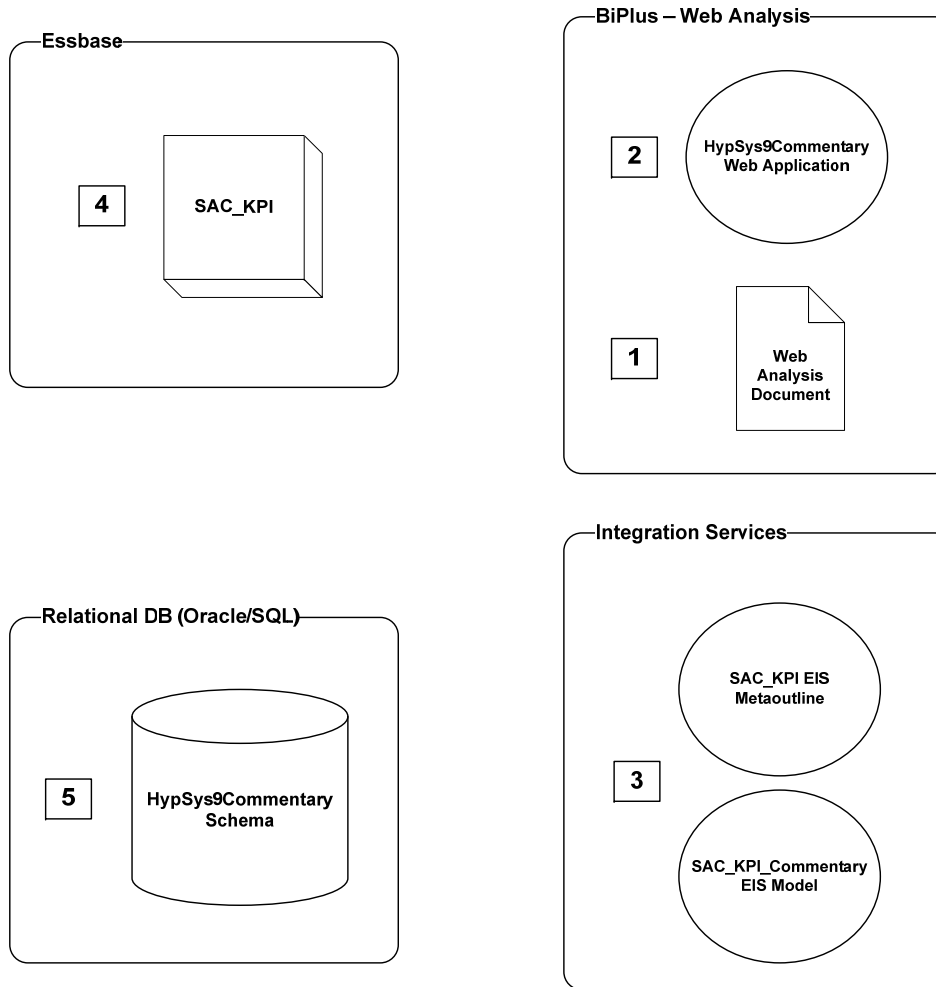 Essbase
4
SAC_KPI
BiPlus – Web Analysis
2
HypSys9Commentary
Web Application
1
Web
Analysis
Document
Relational DB (Oracle/SQL)
5
HypSys9Commentary
Schema
Integration Services
SAC_KPI EIS
Metaoutline
3
SAC_KPI_Commentary
EIS Model